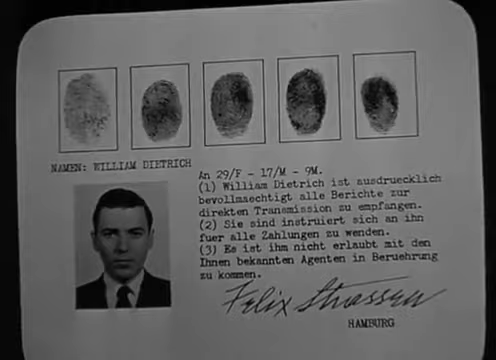 NAMEN: WILLIAM DIETRICH
An 29/F - 17/M - 9M.
(1) William Dietrich ist ausdruecklich
bevollmaechtigt alle Berichte zur
direkten Transmission zu empfangen.
(2) Sie sind instruiert sich an ihn
fuer alle Zahlungen zu wenden.
(3) Es ist ihm nicht erlaubt mit den
Ihnen bekannten Agenten in Beruehrung
zu kommen.
Felix Strassen
HAMBURG